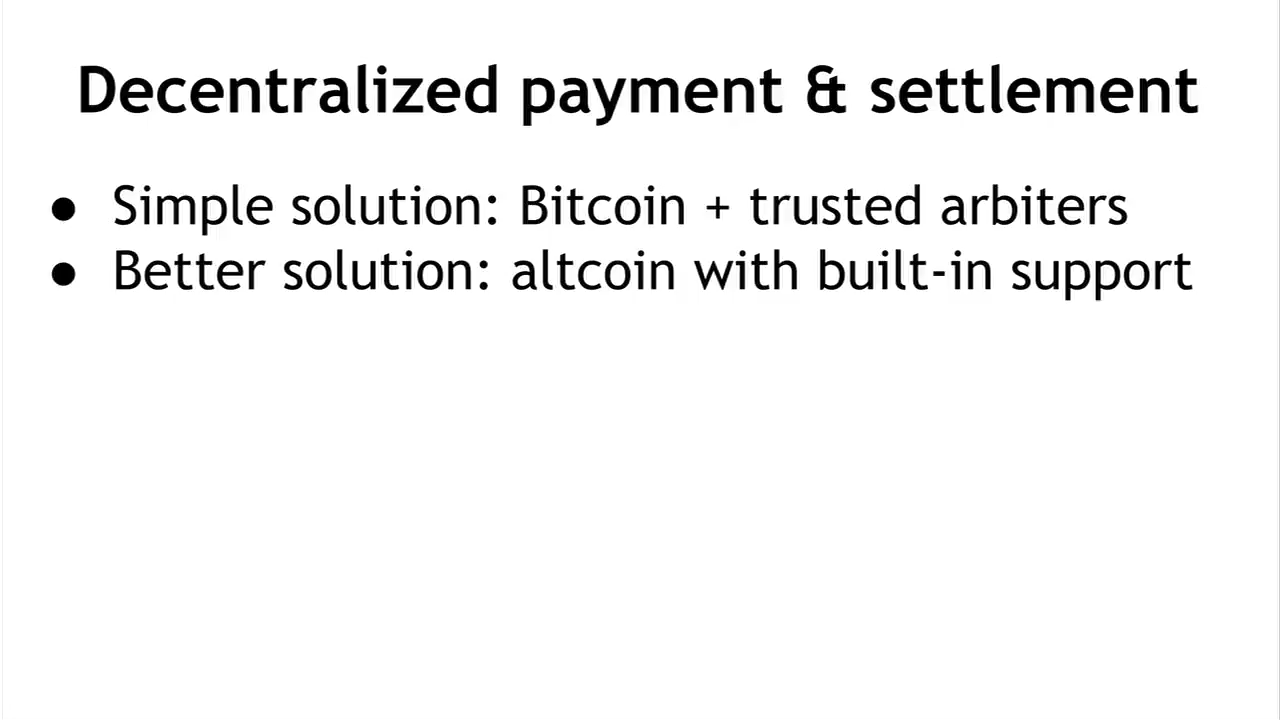 Decentralized payment & settlement
● Simple solution: Bitcoin + trusted arbiters
● Better solution: altcoin with built-in support